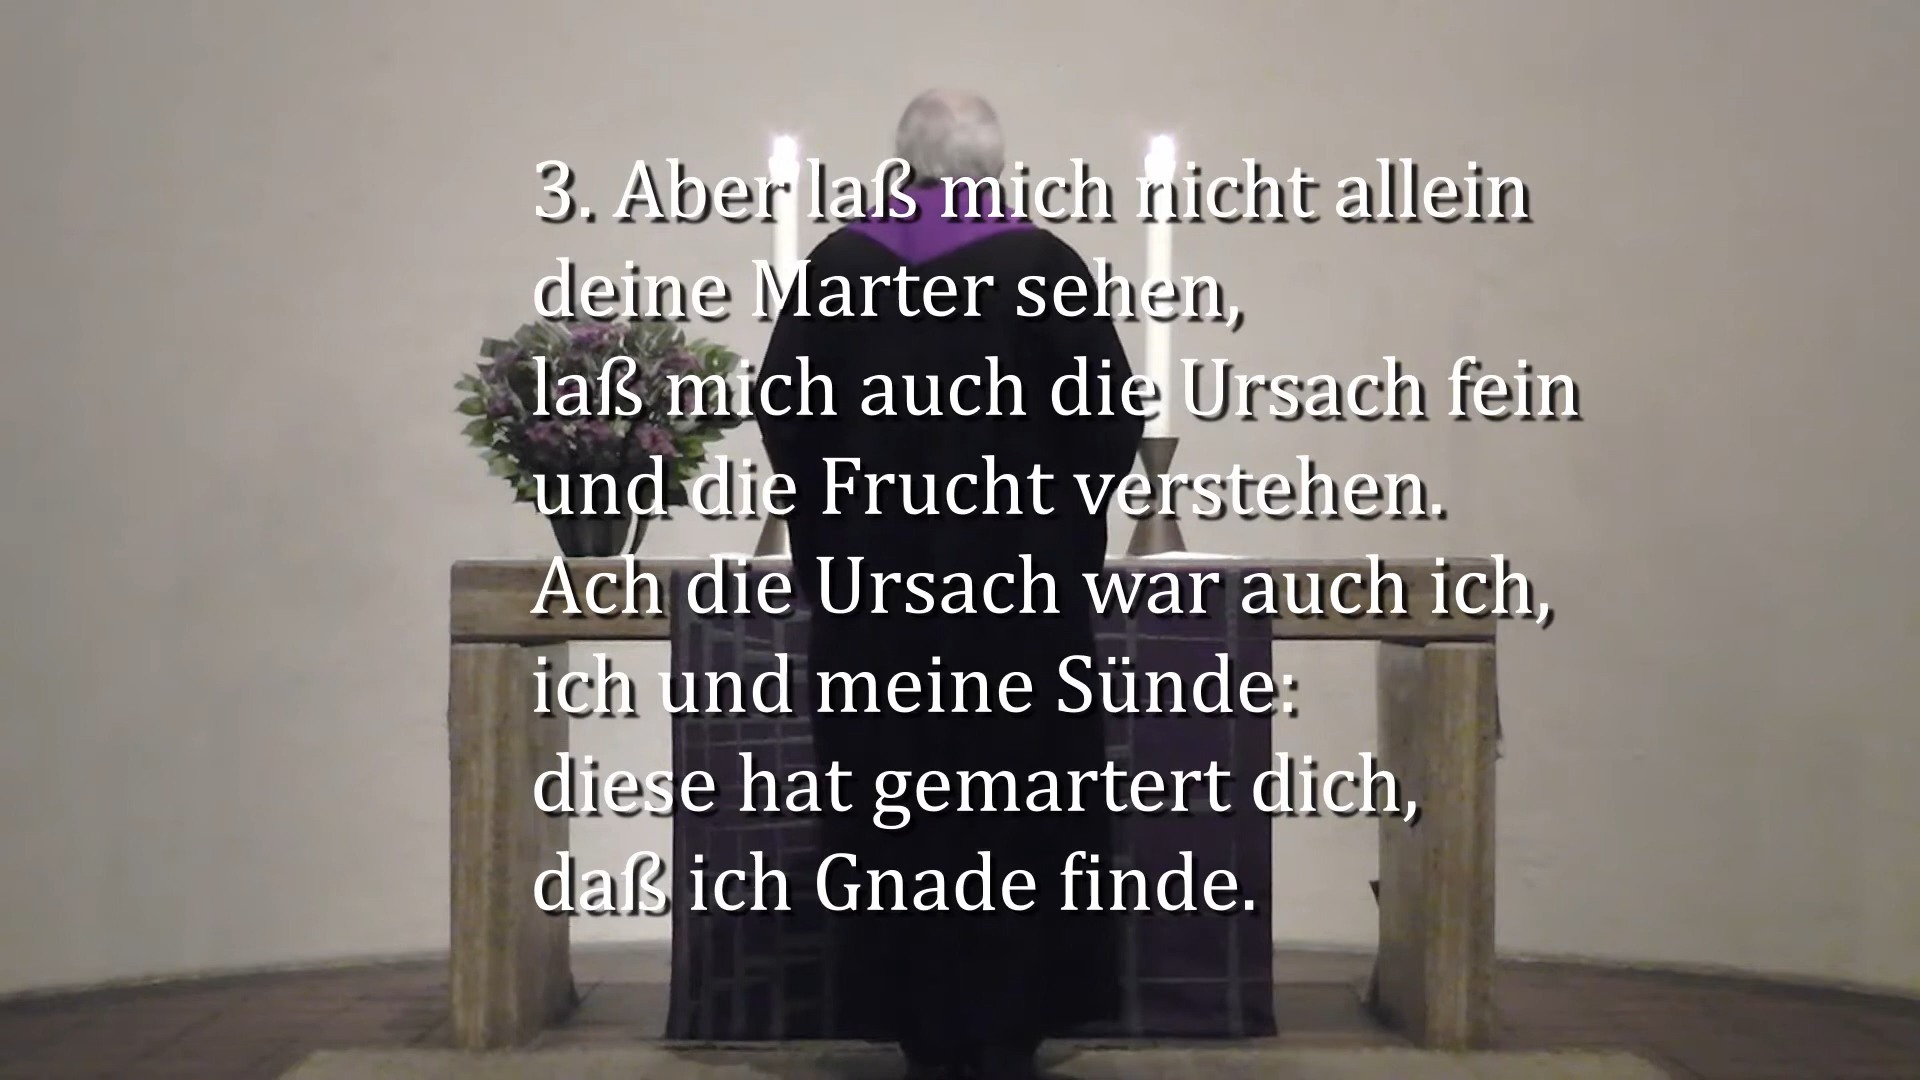 3. Aber laß mich nicht allein
deine Marter sehen,
laß mich auch die Ursach fein
und die Frucht verstehen.
Ach die Ursach war auch ich,
ich und meine Sünde:
diese hat gemartert dich,
daß ich Gnade finde.